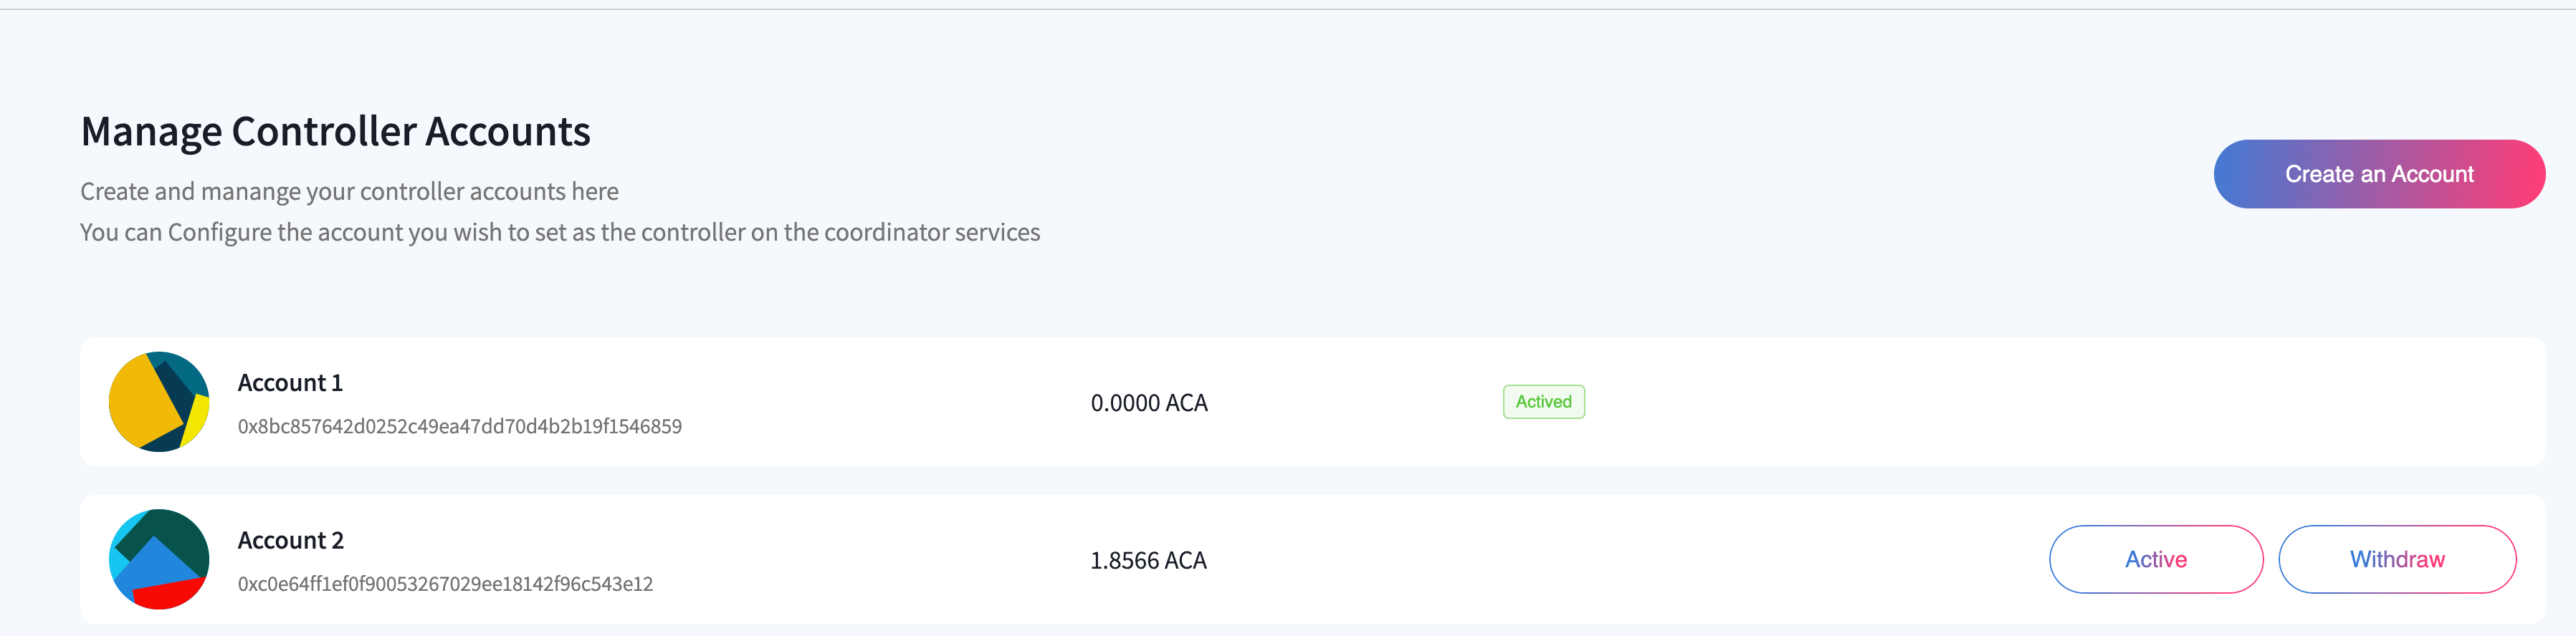 Manage Controller Accounts
Create and manange your controller accounts here
You can Configure the account you wish to set as the controller on the coordinator services
Create an Account
Account 1
0x8bc857642d0252c49ea47dd70d4b2b19f1546859
0.0000 ACA
Actived
Account 2
0xc0e64ff1ef0f90053267029ee18142f96c543e12
1.8566 ACA
Active
Withdraw